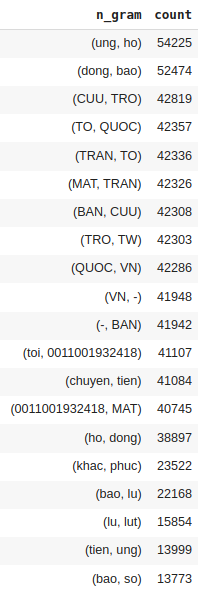 n_gram count
(ung, ho) 54225
(dong, bao) 52474
(CUU, TRO) 42819
(TO, QUOC) 42357
(TRAN, TO) 42336
(MAT, TRAN) 42326
(BAN, CUU) 42308
(TRO, TW) 42303
(QUOC, VN) 42286
(VN, -) 41948
(-, BAN) 41942
(toi, 0011001932418) 41107
(chuyen, tien) 41084
(0011001932418, MAT) 40745
(ho, dong) 38897
(khac, phuc) 23522
(bao, lu) 22168
(lu, lut) 15854
(tien, ung) 13999
(bao, so) 13773